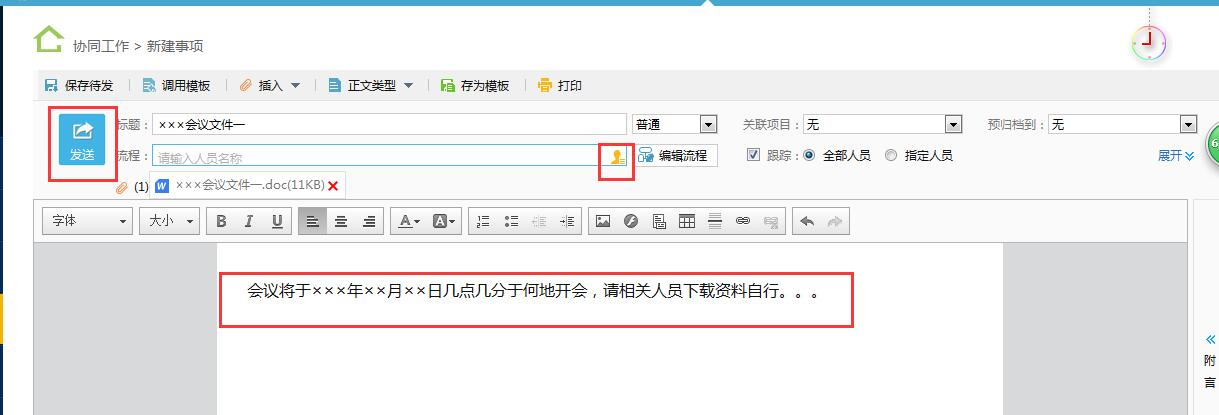 协同工作 > 新建事项
保存待发 调用模板 插入 正文类型 存为模板 打印
发送
标题： ×××会议文件一 普通 关联项目： 无 预归档到： 无
流程： 请输入人员名称 编辑流程 跟踪： 全部人员 指定人员 展开
(1) W ×××会议文件一.doc(11KB)
字体 大小 B I U A A
会议将于×××年××月××日几点几分于何地开会，请相关人员下载资料自行。。。
附
言
6